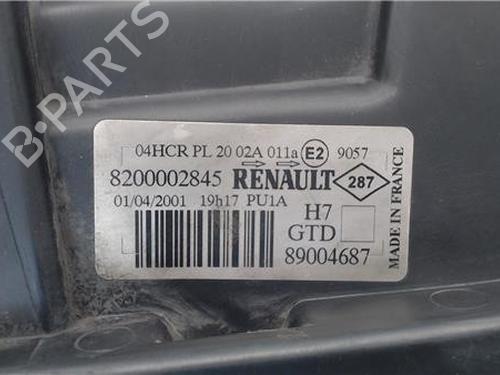 04HCR PL 20 02A 011a E2 9057
8200002845 RENAULT 287
01/04/2001 19h17 PU1A
H7
GTD
89004687
MADE IN FRANCE
B-PARTS